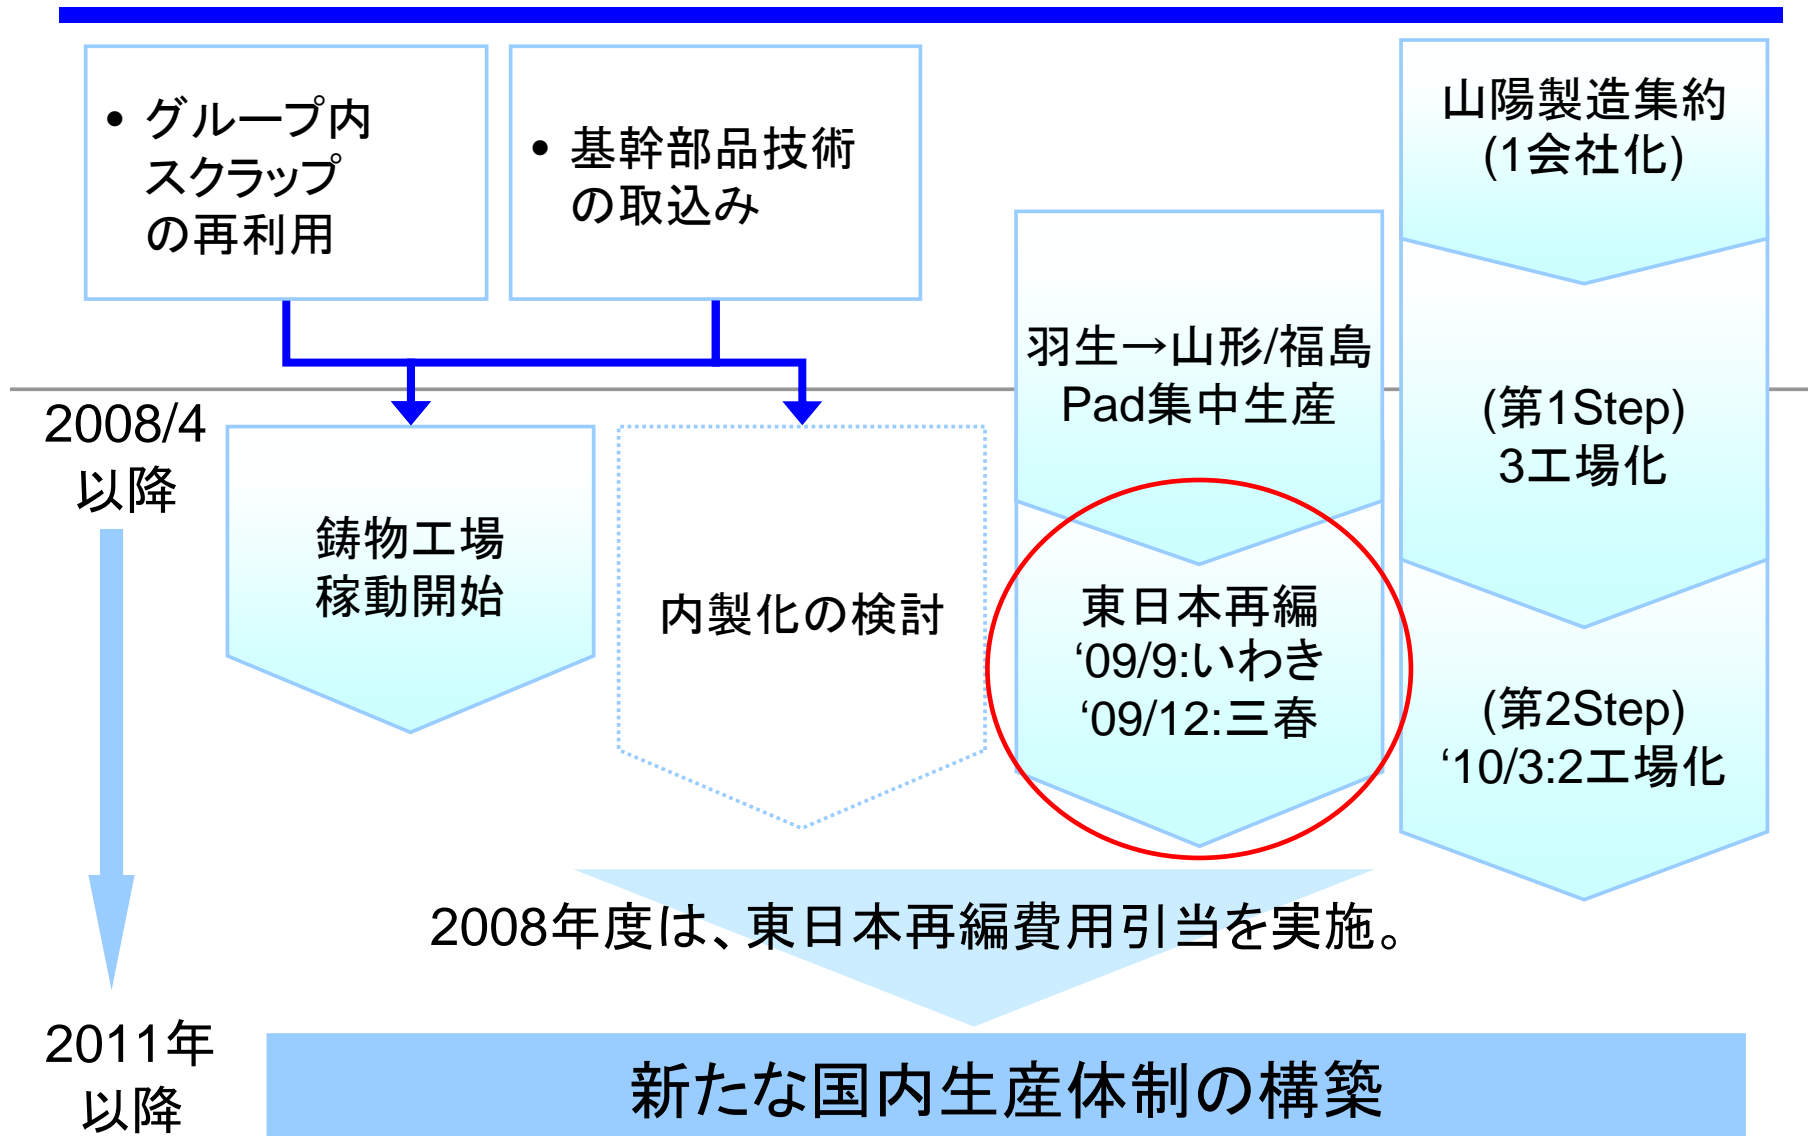 • グループ内
スクラップ
の再利用
• 基幹部品技術
の取込み
山陽製造集約
(1会社化)
羽生→山形/福島
Pad集中生産
(第1Step)
3工場化
2008/4
以降
鋳物工場
稼動開始
内製化の検討
東日本再編
‘09/9:いわき
‘09/12:三春
(第2Step)
‘10/3:2工場化
2008年度は、東日本再編費用引当を実施。
2011年
以降
新たな国内生産体制の構築